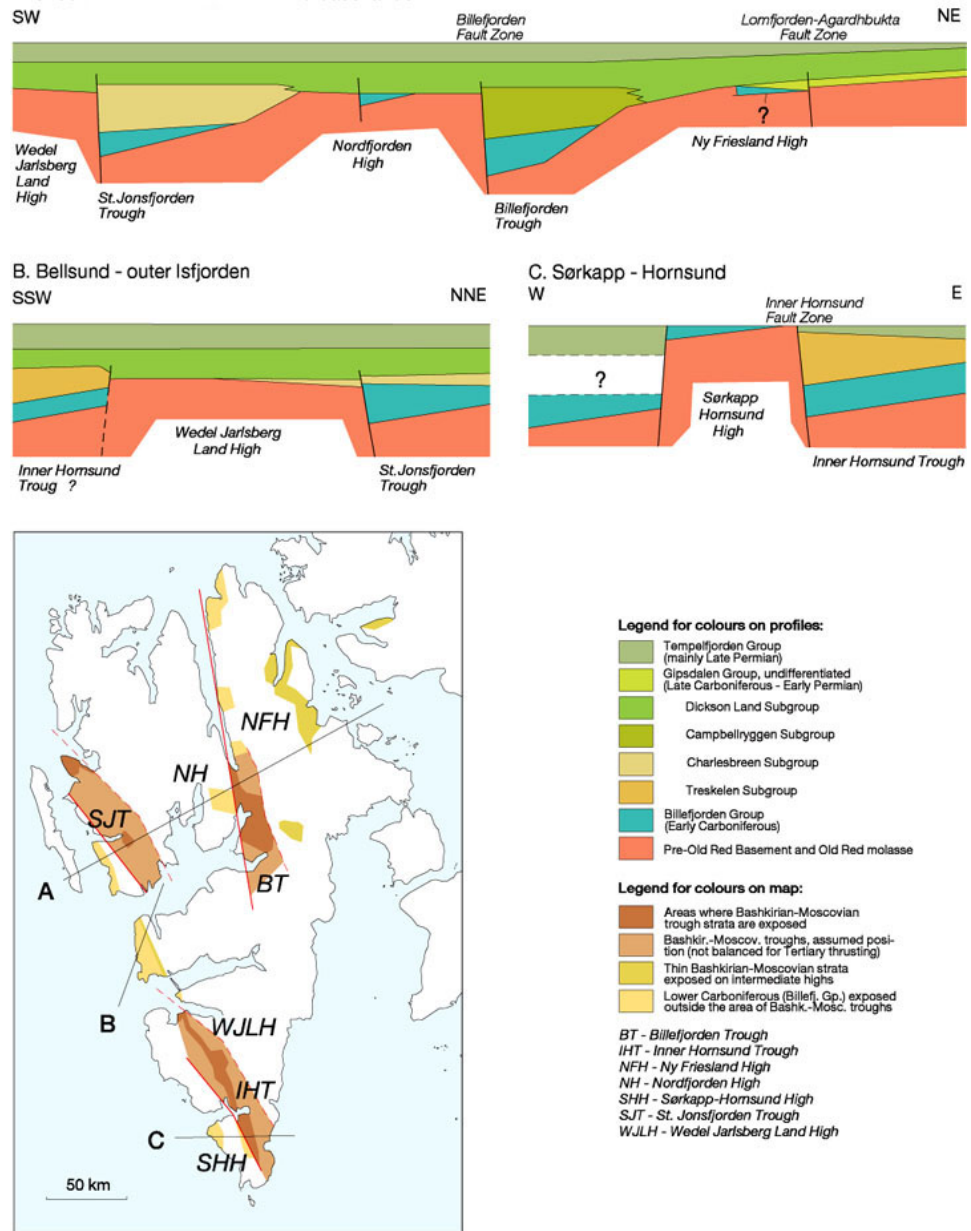 SW
Billefjorden
Fault Zone
Lomfjorden-Agardhbukta
Fault Zone
NE
Wedel
Jarlsberg
Land
High
St.Jonsfjorden
Trough
Nordfjorden
High
Billefjorden
Trough
?
Ny Friesland High
B. Bellsund - outer Isfjorden
SSW
NNE
Wedel Jarlsberg
Land High
Inner Hornsund
Troug ?
St.Jonsfjorden
Trough
C. Sørkapp - Hornsund
W
Inner Hornsund
Fault Zone
E
?
Sørkapp
Hornsund
High
Inner Hornsund Trough
NFH
NH
SJT
A
BT
B
WJLH
IHT
C
SHH
50 km
Legend for colours on profiles:
Tempelfjorden Group
(mainly Late Permian)
Gipsdalen Group, undifferentiated
(Late Carboniferous - Early Permian)
Dickson Land Subgroup
Campbellryggen Subgroup
Charlesbreen Subgroup
Treskelen Subgroup
Billefjorden Group
(Early Carboniferous)
Pre-Old Red Basement and Old Red molasse
Legend for colours on map:
Areas where Bashkirian-Moscovian
trough strata are exposed
Bashkir.-Moscov. troughs, assumed posi-
tion (not balanced for Tertiary thrusting)
Thin Bashkirian-Moscovian strata
exposed on intermediate highs
Lower Carboniferous (Billefj. Gp.) exposed
outside the area of Bashk.-Mosc. troughs
BT - Billefjorden Trough
IHT - Inner Hornsund Trough
NFH - Ny Friesland High
NH - Nordfjorden High
SHH - Sørkapp-Hornsund High
SJT - St. Jonsfjorden Trough
WJLH - Wedel Jarlsberg Land High